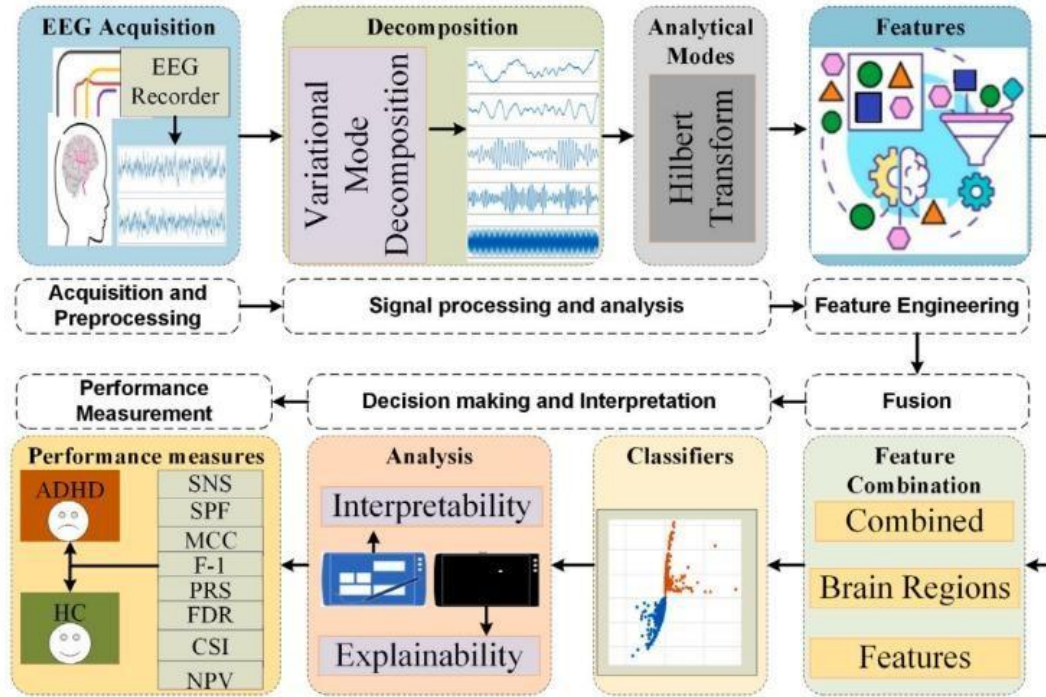 EEG Acquisition
EEG
Recorder
Decomposition
Variational
Mode
Decomposition
Analytical
Modes
Hilbert
Transform
Features
Acquisition and
Preprocessing
Signal processing and analysis
Feature Engineering
Performance
Measurement
Decision making and Interpretation
Fusion
Performance measures
ADHD
HC
SNS
SPF
MCC
F-1
PRS
FDR
CSI
NPV
Analysis
Interpretability
Explainability
Classifiers
Feature
Combination
Combined
Brain Regions
Features